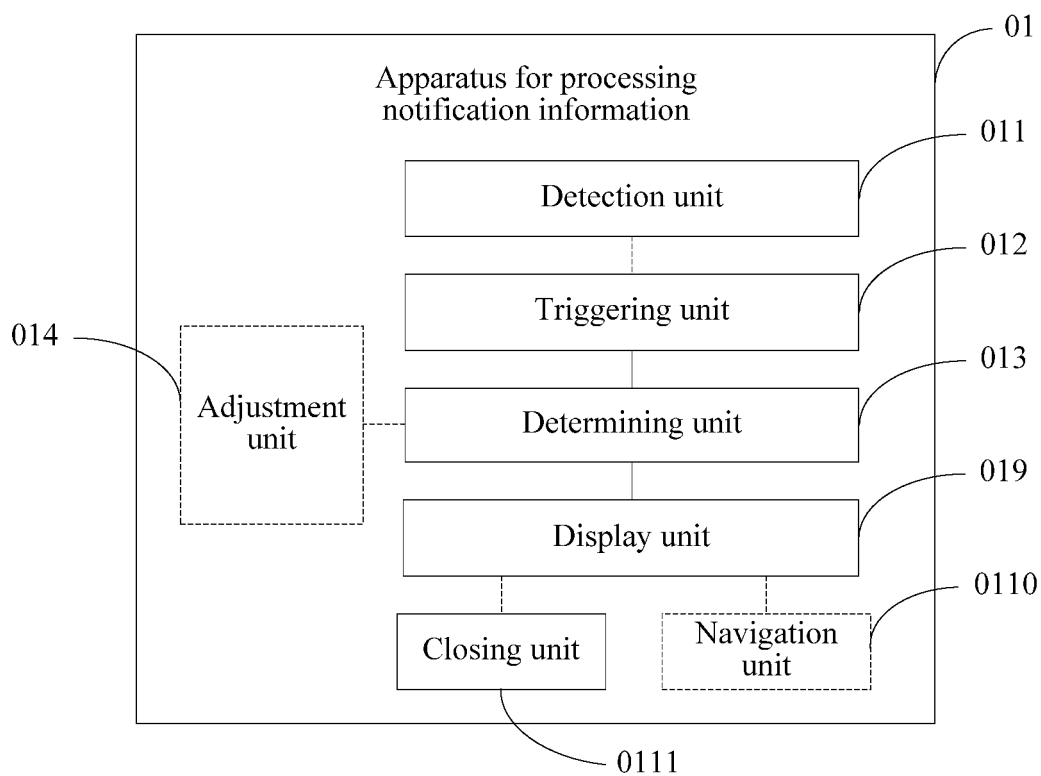 01
Apparatus for processing
notification information
011
Detection unit
012
Triggering unit
014
013
Adjustment
unit
Determining unit
019
Display unit
0110
Closing unit
Navigation
unit
0111